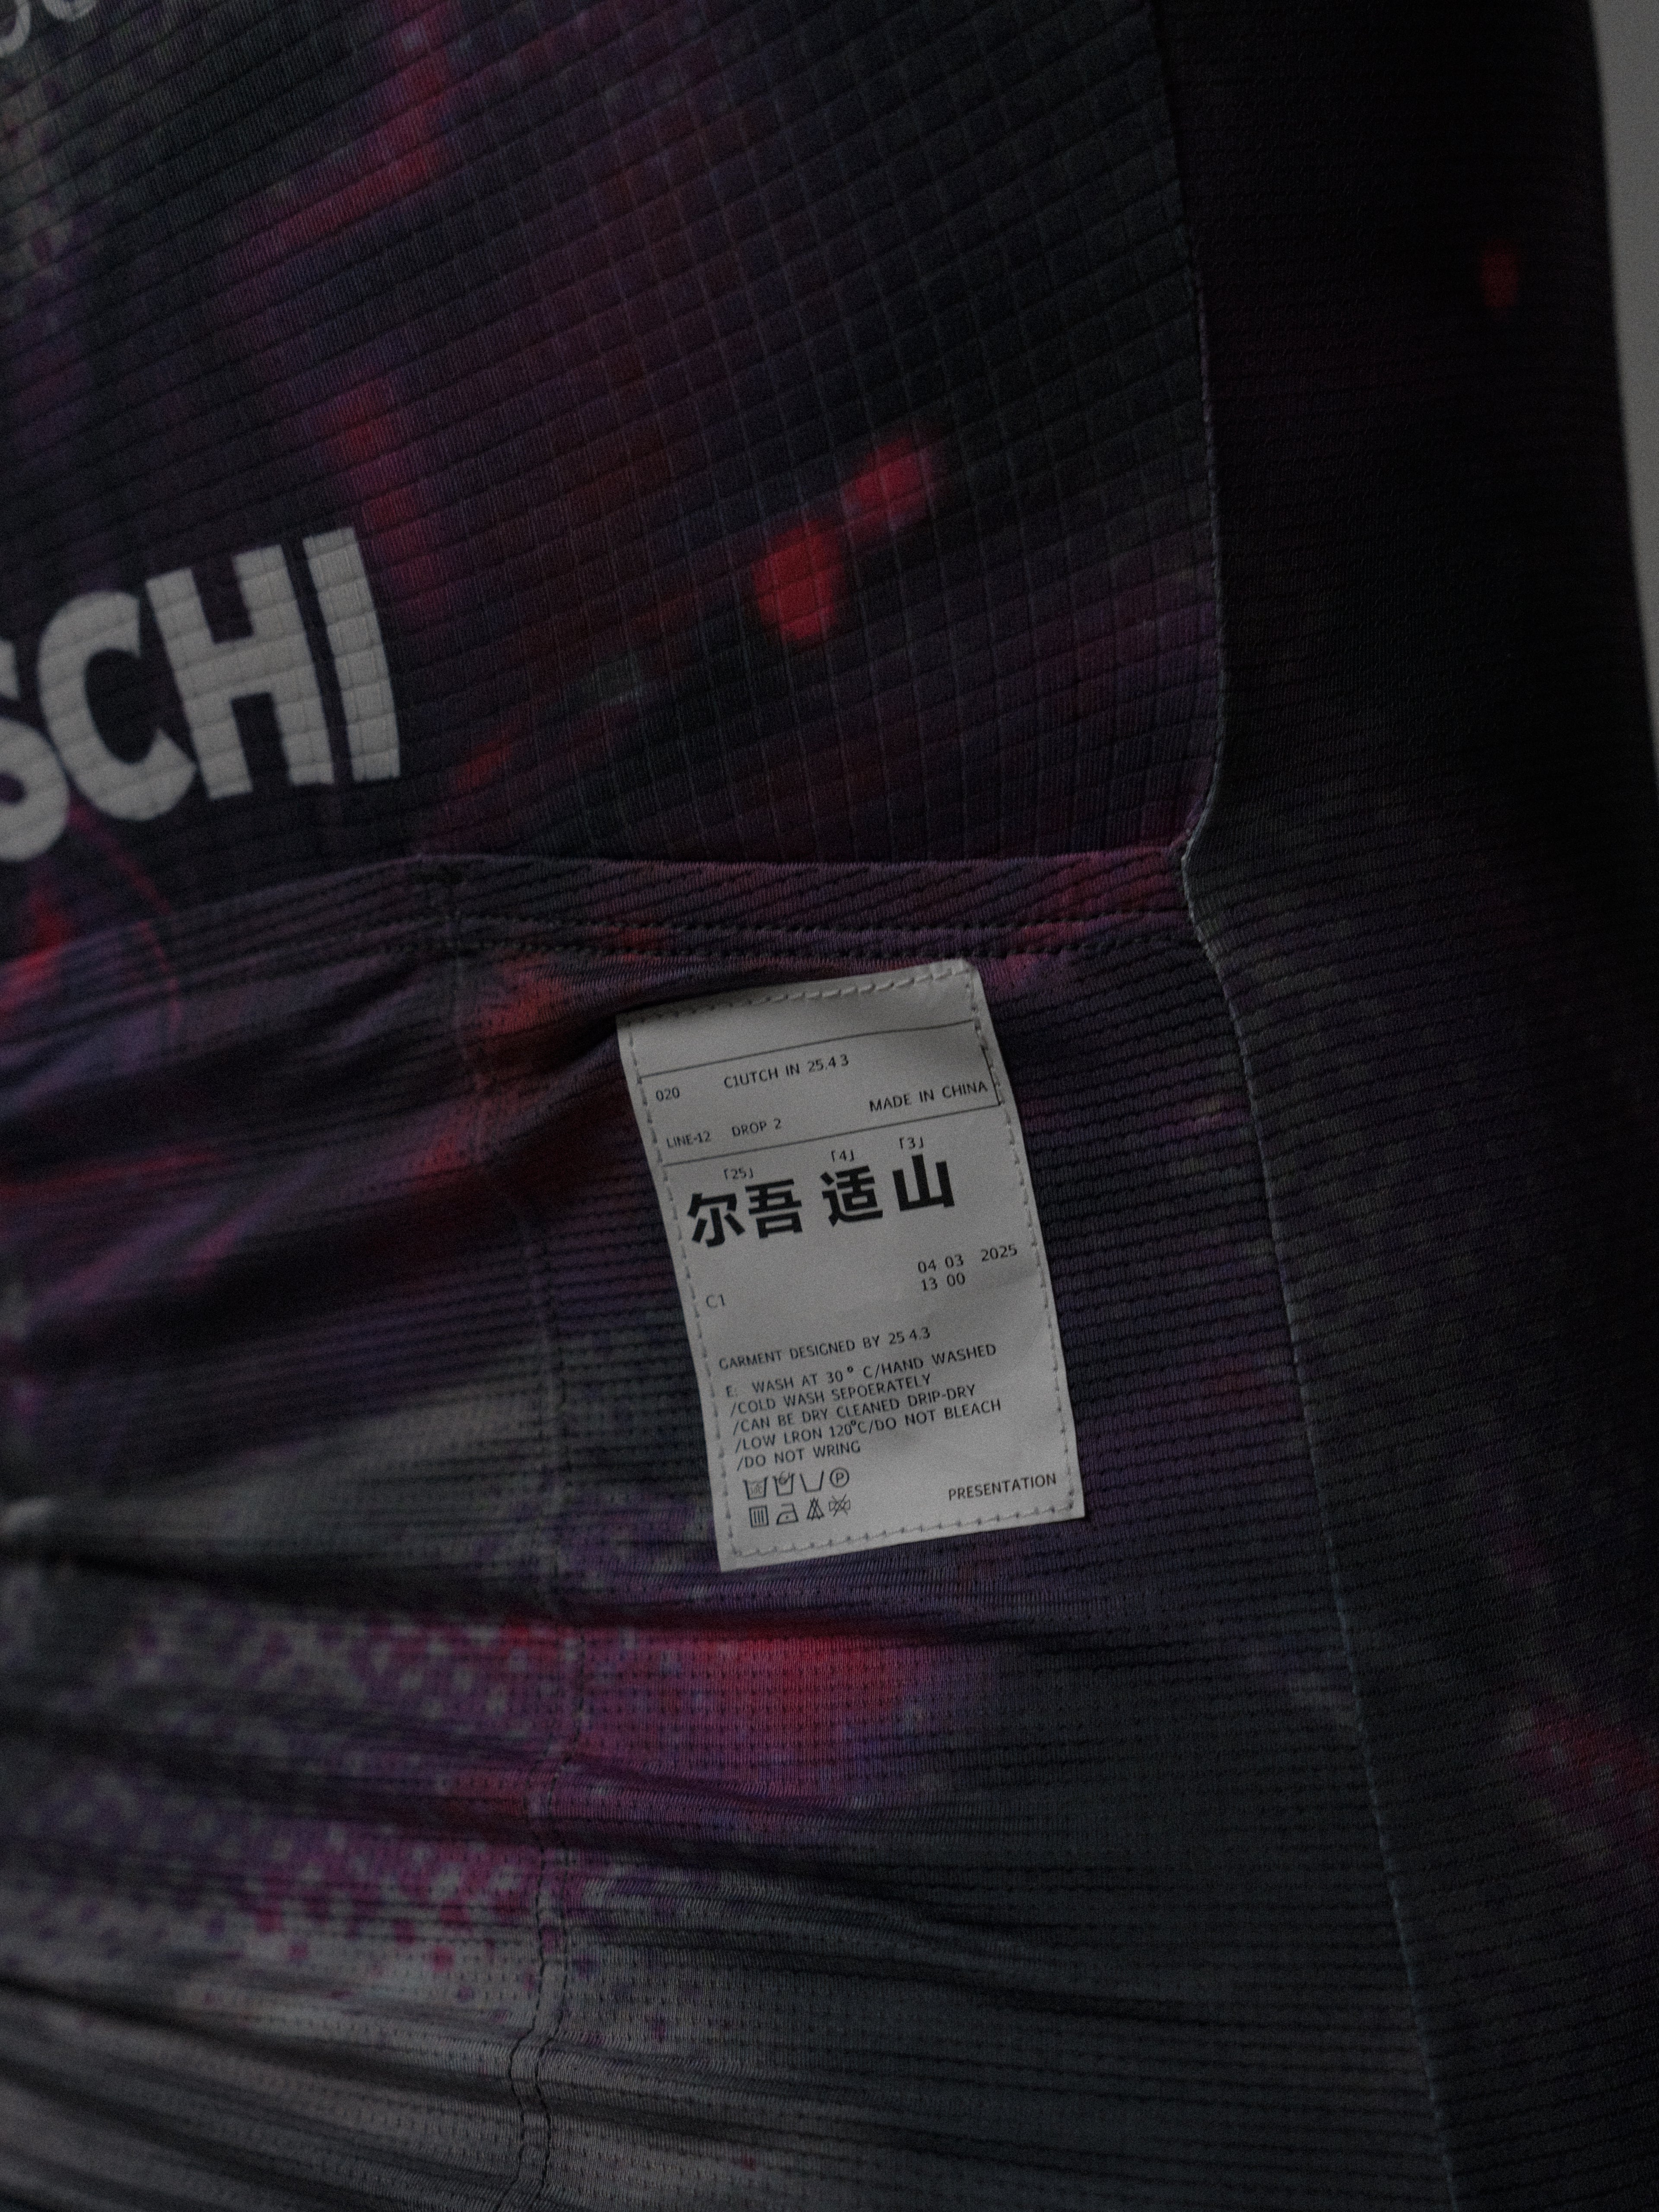 SCHI
020 C1UTCH IN 25.4 3
MADE IN CHINA
LINE-12 DROP 2
「25」 「4」 「3」
尔吾 适 山
04 03 2025
13 00
C1
GARMENT DESIGNED BY 25 4.3
E: WASH AT 30° C/HAND WASHED
/COLD WASH SEPOERATELY
/CAN BE DRY CLEANED DRIP-DRY
/LOW LRON 120°C/DO NOT BLEACH
/DO NOT WRING
P
PRESENTATION